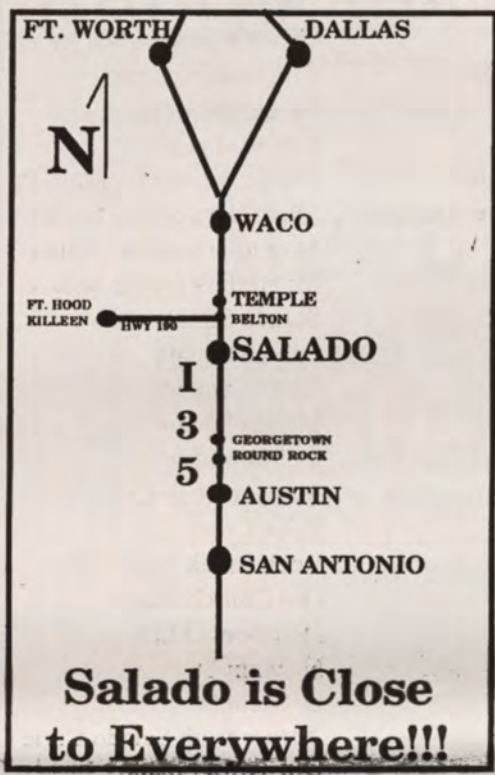 FT. WORTH DALLAS
N
WACO
TEMPLE
FT. HOOD
KILLEEN
HWY 190
BELTON
SALADO
I
3
5
GEORGETOWN
ROUND ROCK
AUSTIN
SAN ANTONIO
Salado is Close
to Everywhere!!!